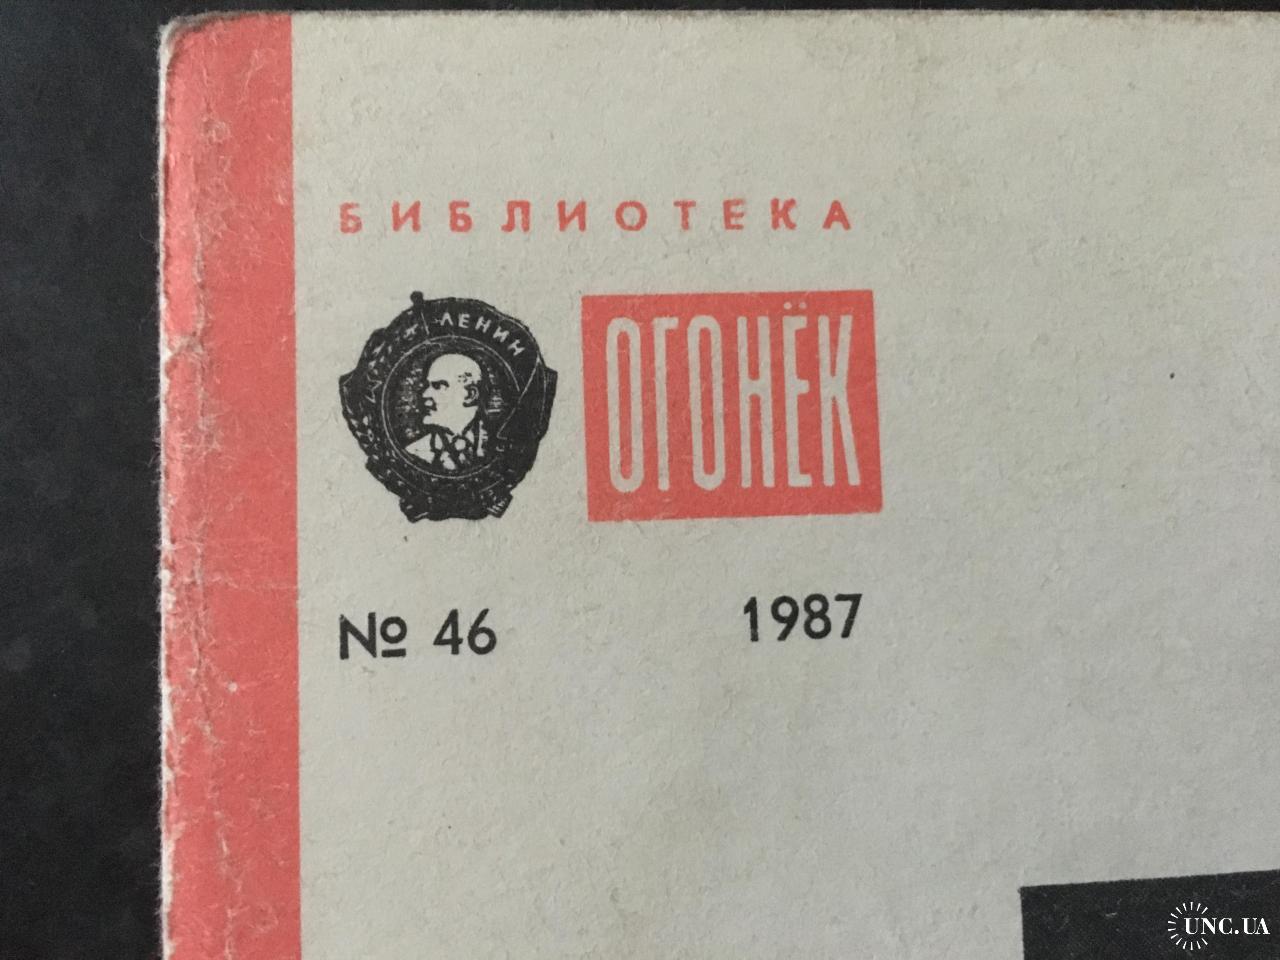 БИБЛИОТЕКА
ЛЕНИН
ОГОНЁК
№ 46 1987
UNC.UA